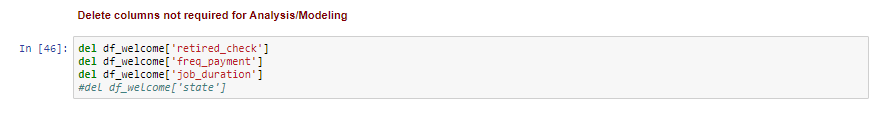 Delete columns not required for Analysis/Modeling
In [46]: del df_welcome['retired_check']
del df_welcome['freq_payment']
del df_welcome['job_duration']
#del df_welcome['state']